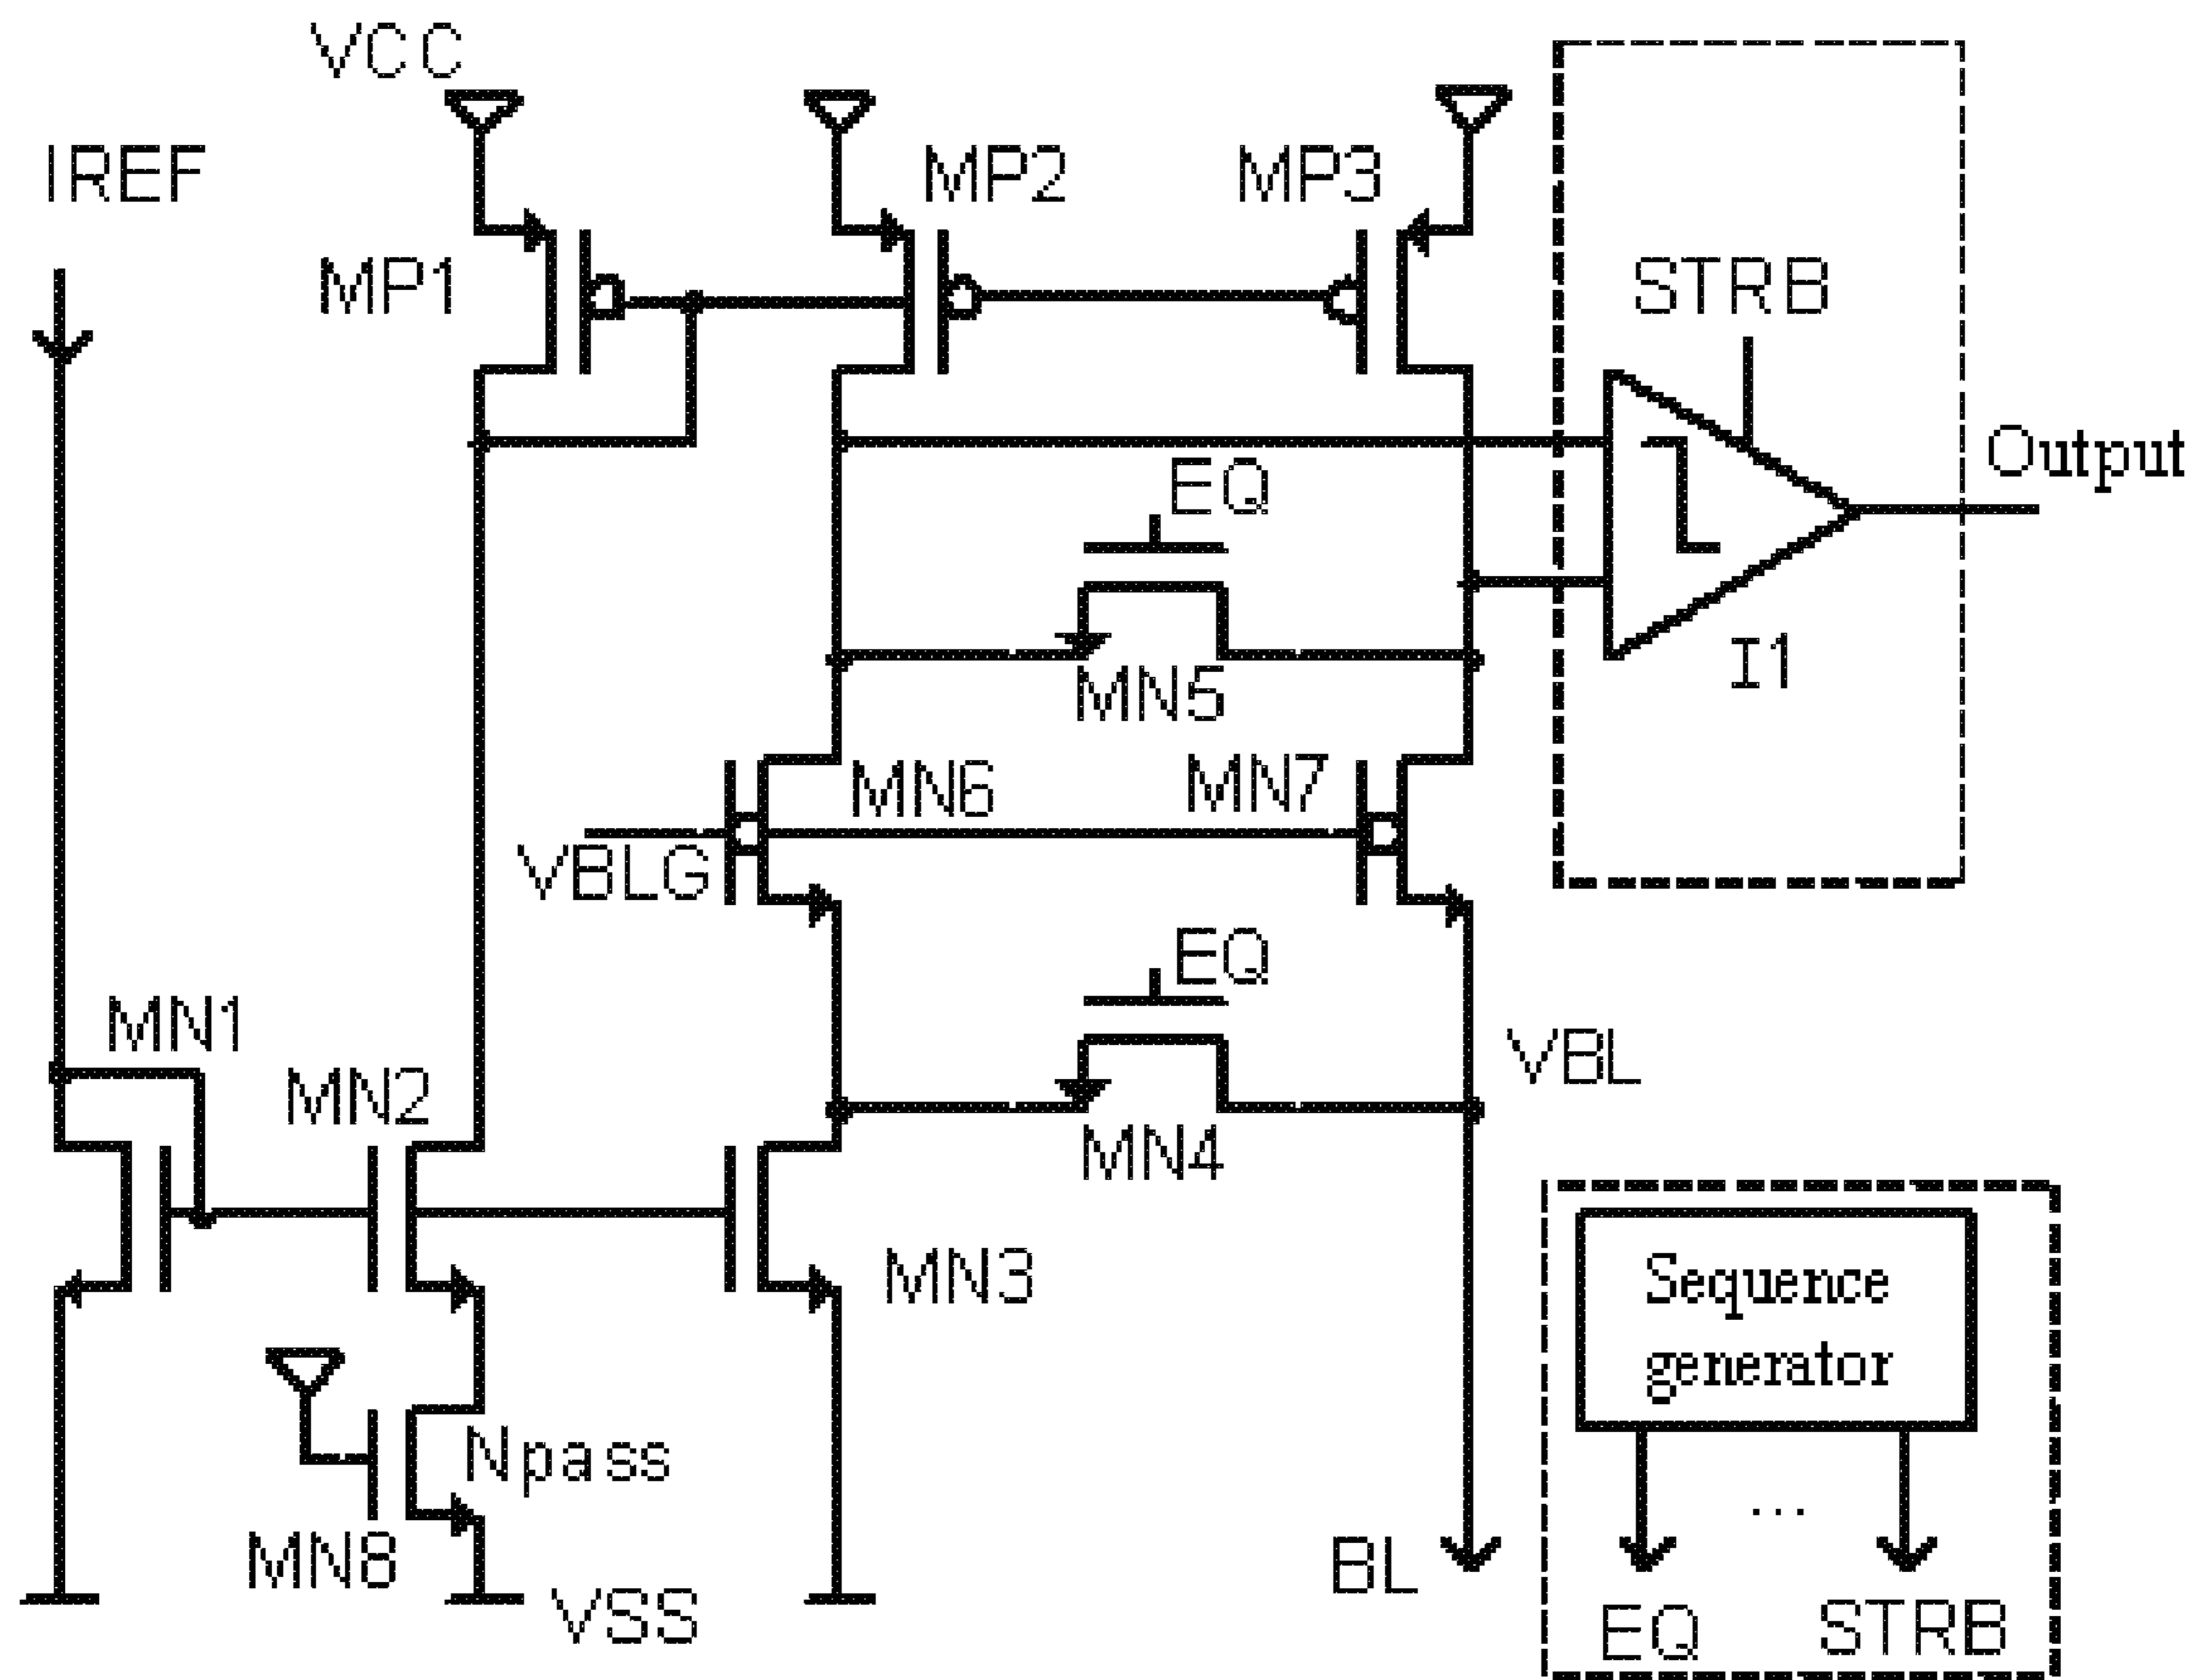 VCC
IREF
MP2
MP3
MP1
STRB
Output
EQ
I1
MN5
MN6
MN7
VBLG
EQ
MN1
VBL
MN2
MN4
MN3
Sequence
generator
Npass
...
MN8
BL
VSS
EQ
STRB